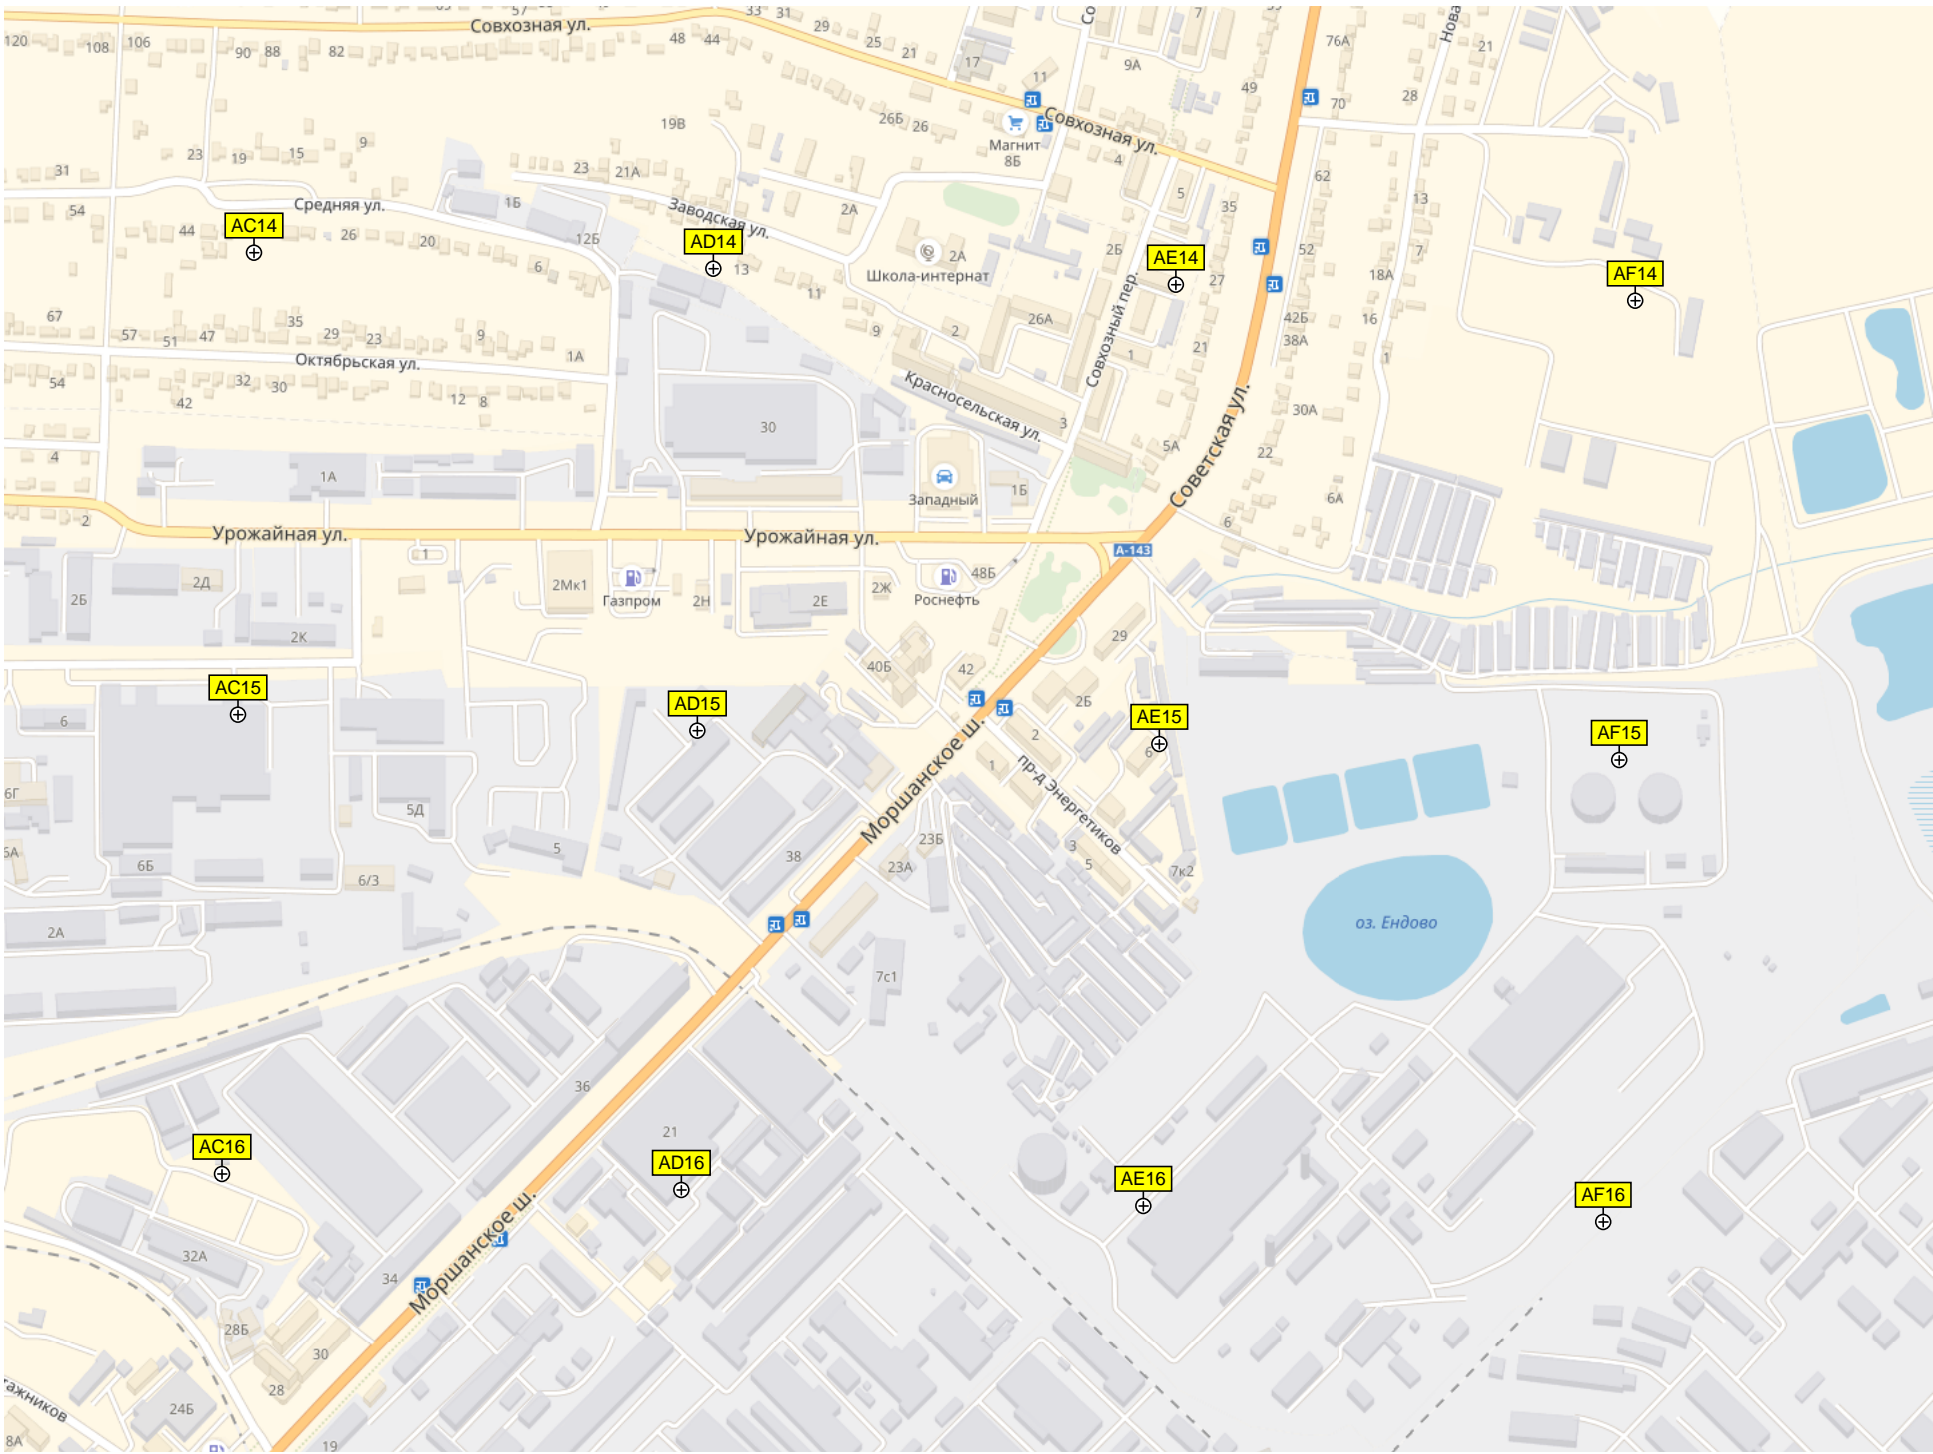 Совхозная ул.
33
31
29
25
21
48
44
120
108
106
90
88
82
17
11
9А
7
49
76А
70
28
21
Нова
Совхозная ул.
Магнит
8Б
4
5
35
62
13
7
52
18А
16
1
42Б
38А
30А
22
6А
6
19В
26Б
26
23
19
15
9
31
54
44
23
21А
1Б
12Б
Средняя ул.
26
20
6
Заводская ул.
2А
13
11
9
Школа-интернат
2А
2
26А
2Б
27
21
1
5А
3
AC14
AD14
AE14
AF14
67
57
51
47
35
29
23
9
1А
Октябрьская ул.
54
42
32
30
12
8
4
2
1А
30
Красносельская ул.
Совхозный пер.
Советская ул.
Западный
1Б
Урожайная ул.
Урожайная ул.
А-143
1
2Мк1
Газпром
2Н
2Е
2Ж
Роснефть
48Б
2Д
2Б
2К
40Б
42
29
2Б
2
1
6
AC15
AD15
AE15
AF15
6
6Г
6А
6Б
5Д
5
6/3
2А
38
Моршанское ш.
пр-д Энергетиков
23Б
23А
3
5
7к2
7с1
оз. Ендово
36
21
AC16
AD16
AE16
AF16
Моршанское ш.
32А
34
28Б
30
28
24Б
19
8А
тажников